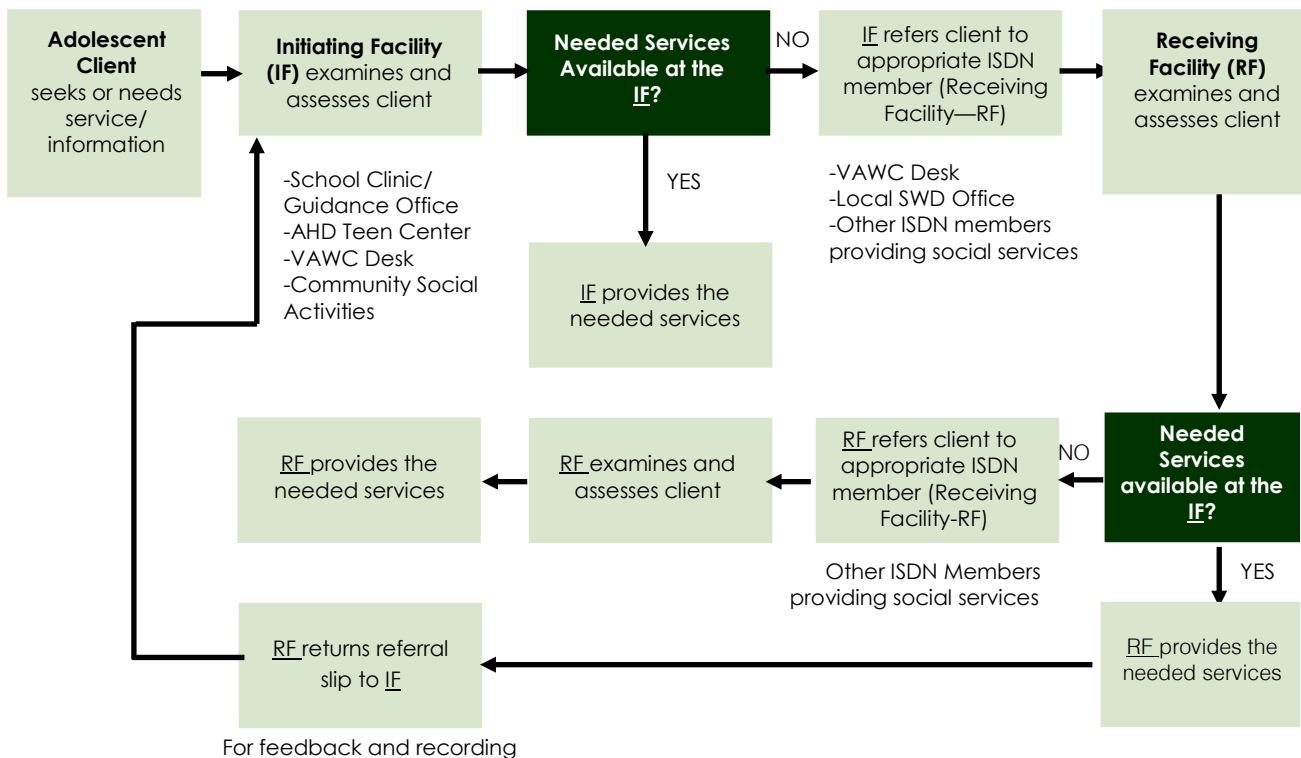 Adolescent
Client
seeks or needs
service/
information
Initiating Facility
(IF) examines and
assesses client
Needed Services
Available at the
IF?
NO
IF refers client to
appropriate ISDN
member (Receiving
Facility—RF)
Receiving
Facility (RF)
examines and
assesses client
-School Clinic/
Guidance Office
-AHD Teen Center
-VAWC Desk
-Community Social
Activities
YES
-VAWC Desk
-Local SWD Office
-Other ISDN members
providing social services
IF provides the
needed services
RF provides the
needed services
RF examines and
assesses client
RF refers client to
appropriate ISDN
member (Receiving
Facility-RF)
NO
Needed
Services
available at the
IF?
Other ISDN Members
providing social services
YES
RF returns referral
slip to IF
RF provides the
needed services
For feedback and recording